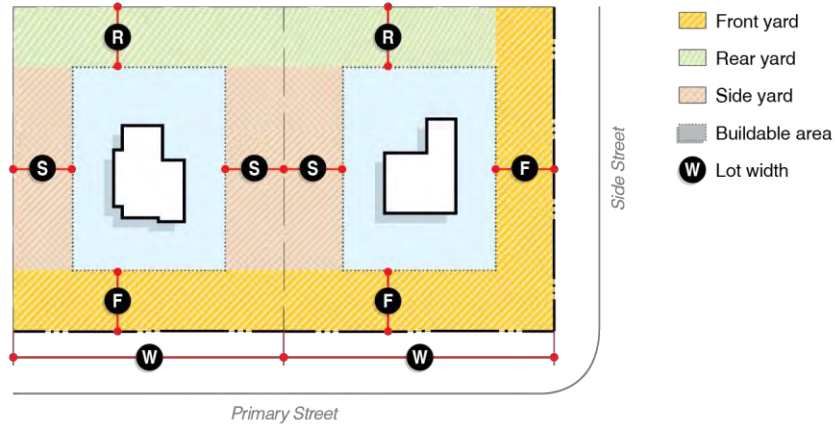 R
R
Front yard
Rear yard
Side yard
Buildable area
W Lot width
S
S
S
F
Side Street
F
F
W
W
Primary Street